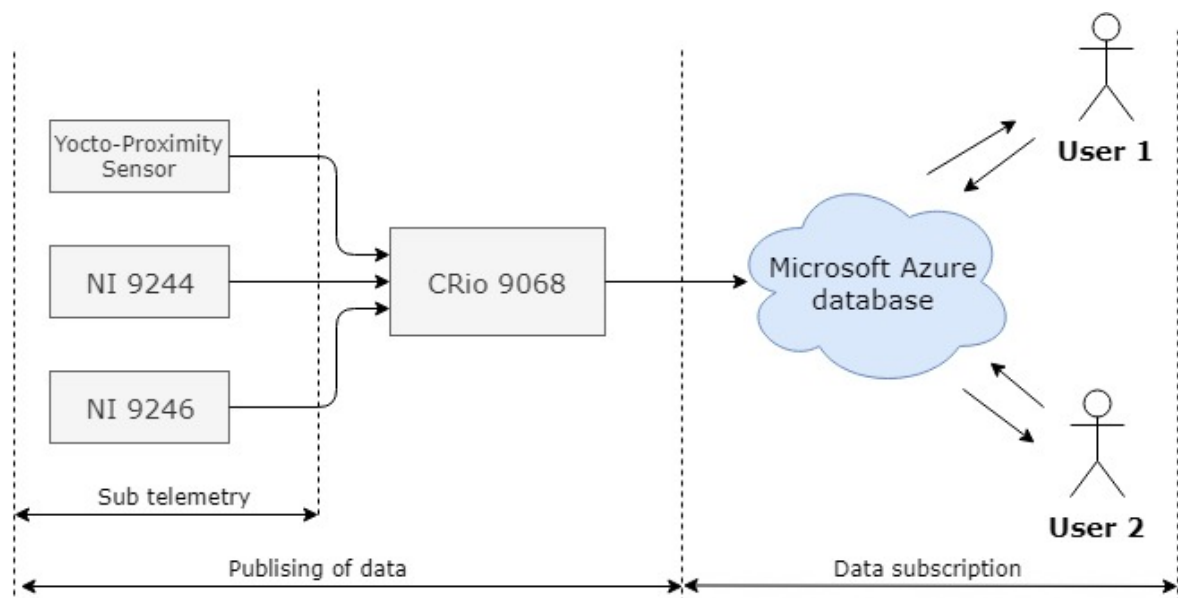 Yocto-Proximity
Sensor
NI 9244
NI 9246
CRio 9068
Microsoft Azure
database
User 1
User 2
Sub telemetry
Publising of data
Data subscription